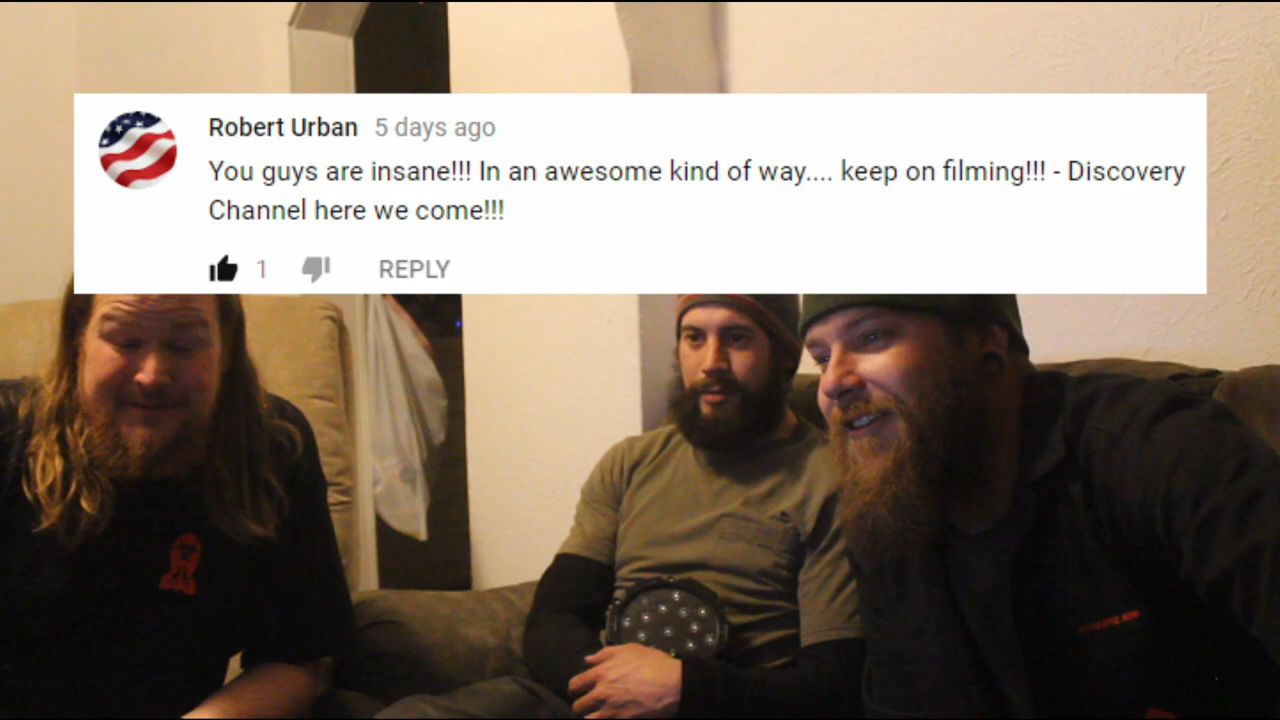 Robert Urban 5 days ago
You guys are insane!!! In an awesome kind of way.... keep on filming!!! - Discovery
Channel here we come!!!
1 REPLY